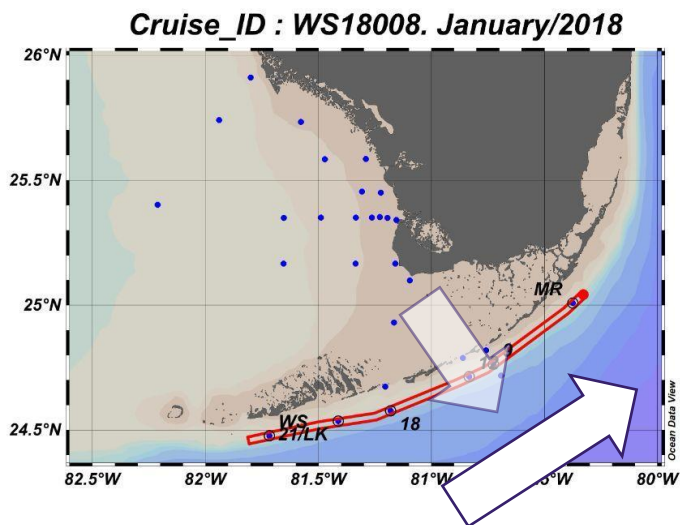 Cruise_ID : WS18008. January/2018
26°N
25.5°N
25°N
24.5°N
MR
9
WS
21/LK
18
82.5°W
82°W
81.5°W
81°W
80°W
Ocean Data View